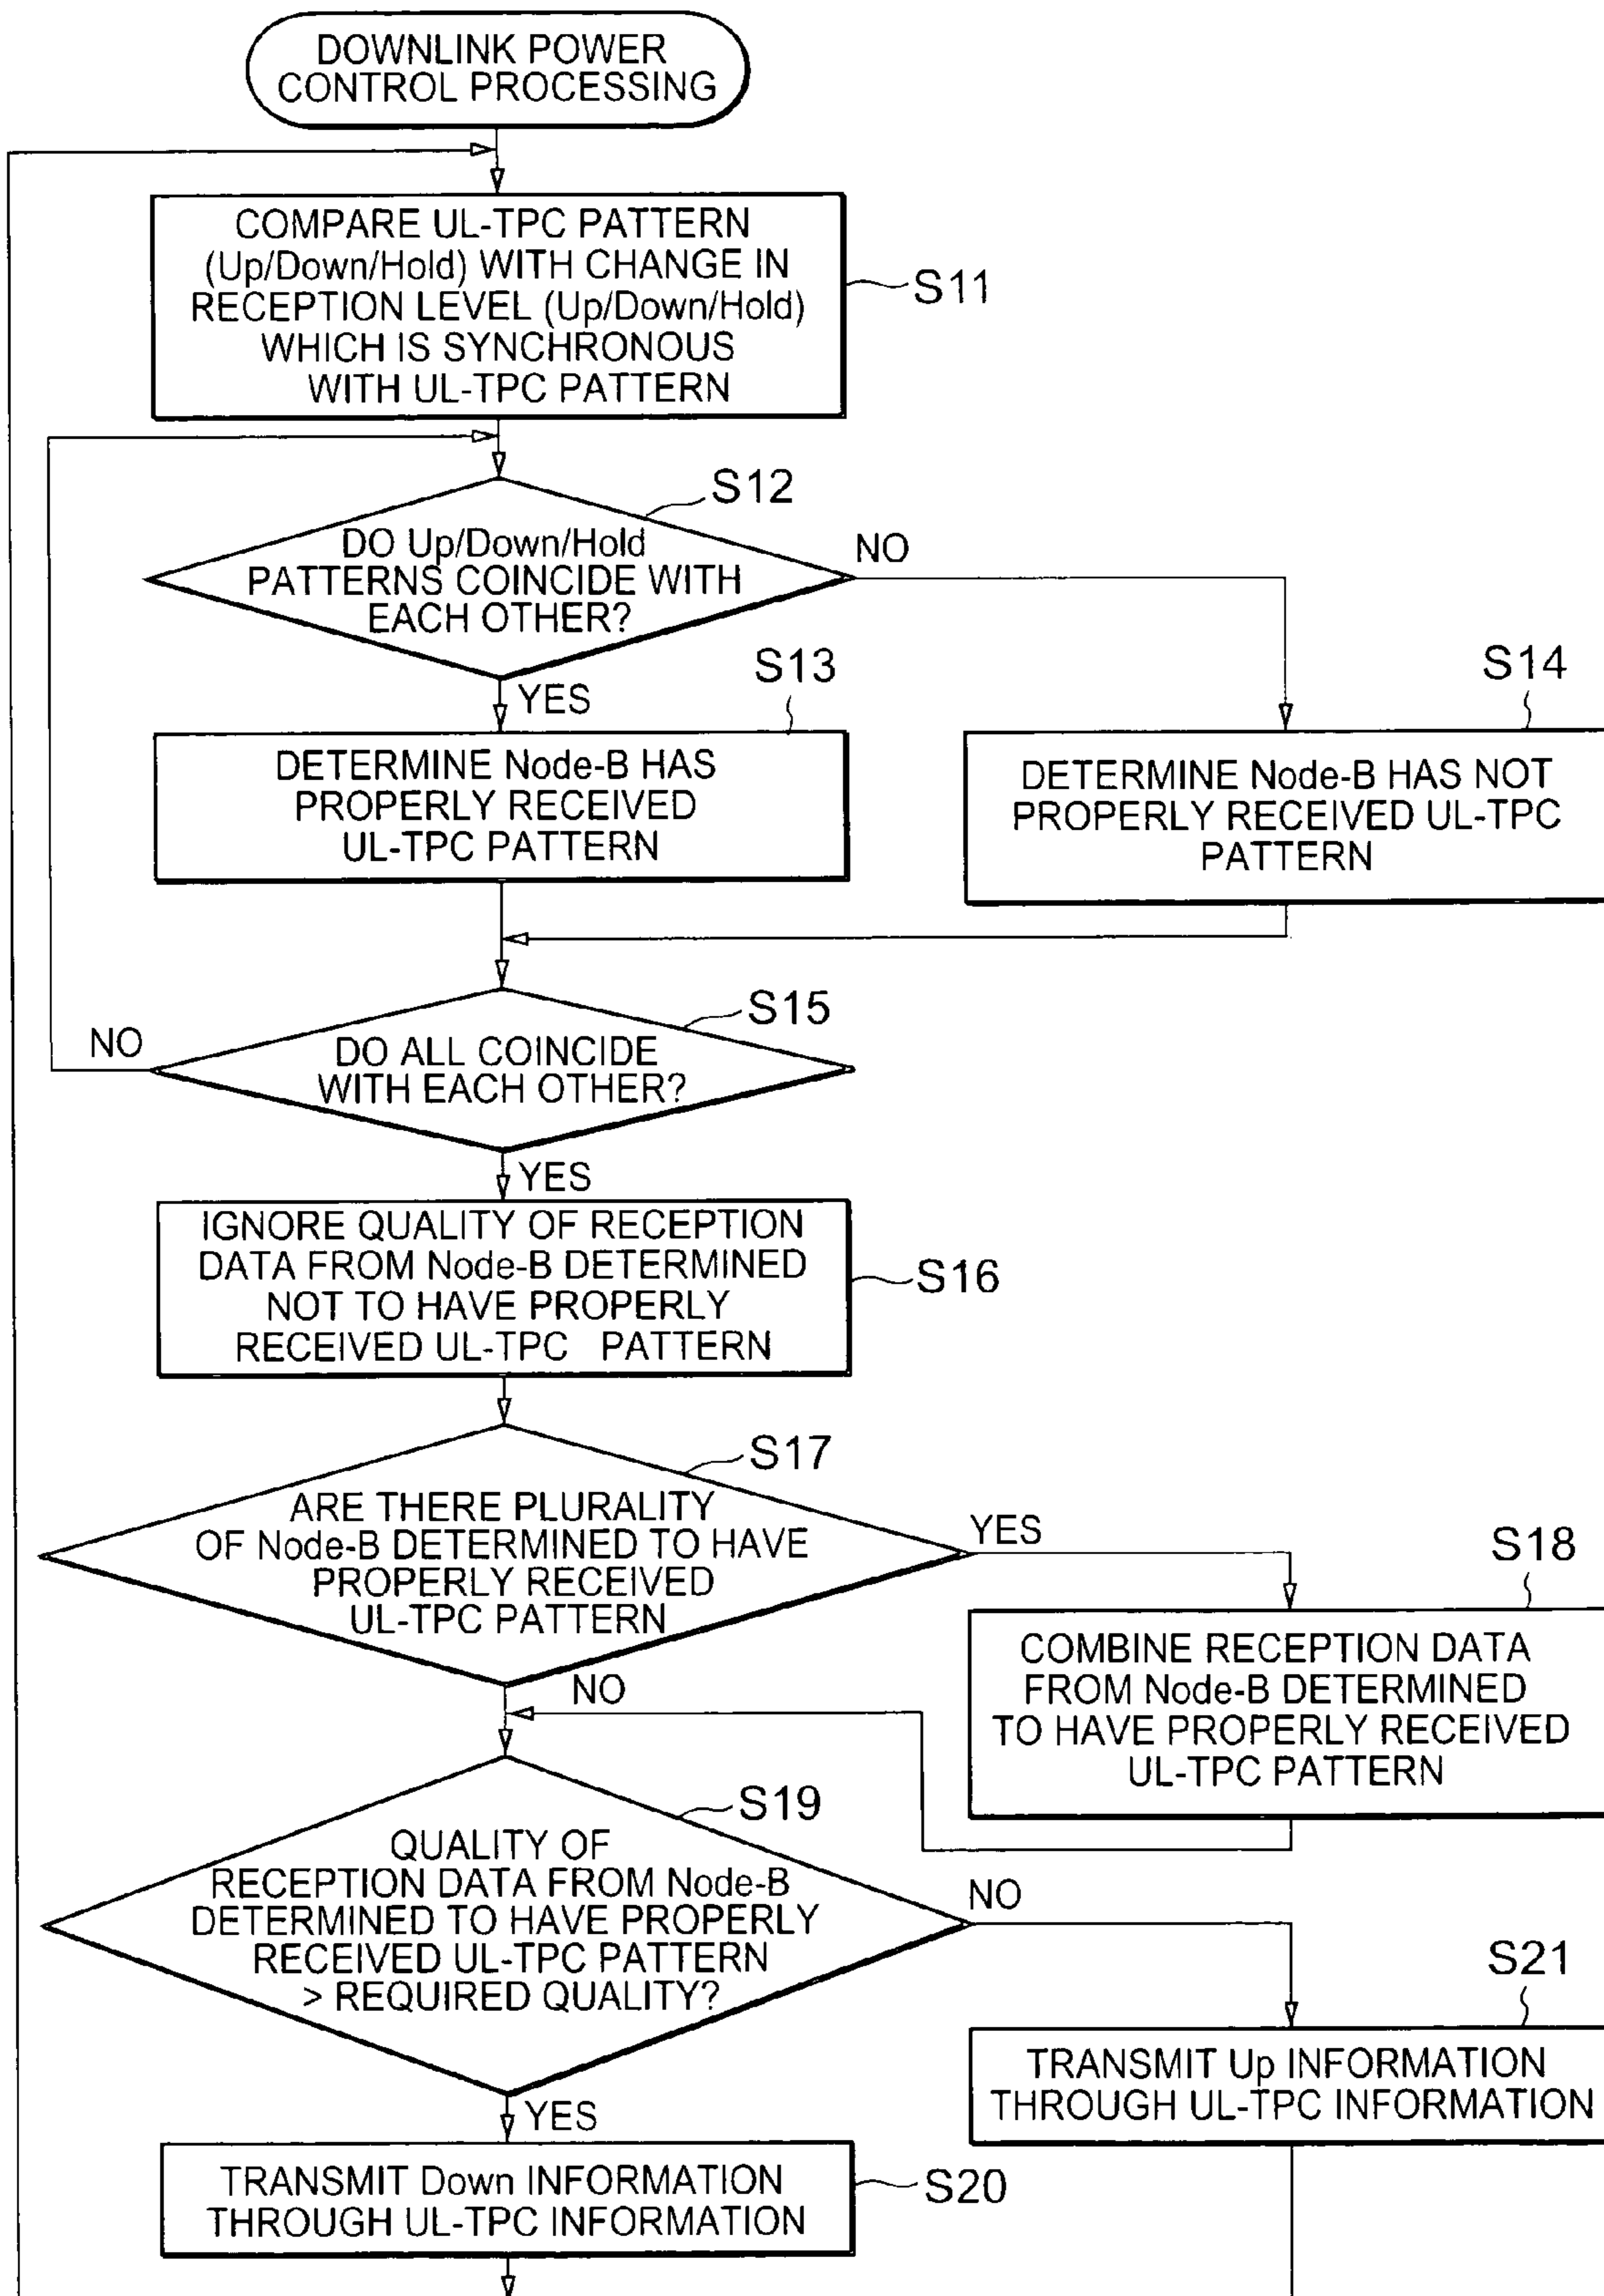 DOWNLINK POWER
CONTROL PROCESSING
COMPARE UL-TPC PATTERN
(Up/Down/Hold) WITH CHANGE IN
RECEPTION LEVEL (Up/Down/Hold)
WHICH IS SYNCHRONOUS
WITH UL-TPC PATTERN
S11
S12
DO Up/Down/Hold
PATTERNS COINCIDE WITH
EACH OTHER?
NO
YES
S13
DETERMINE Node-B HAS
PROPERLY RECEIVED
UL-TPC PATTERN
S14
DETERMINE Node-B HAS NOT
PROPERLY RECEIVED UL-TPC
PATTERN
S15
DO ALL COINCIDE
WITH EACH OTHER?
NO
YES
IGNORE QUALITY OF RECEPTION
DATA FROM Node-B DETERMINED
NOT TO HAVE PROPERLY
RECEIVED UL-TPC PATTERN
S16
S17
ARE THERE PLURALITY
OF Node-B DETERMINED TO HAVE
PROPERLY RECEIVED
UL-TPC PATTERN
YES
NO
S18
COMBINE RECEPTION DATA
FROM Node-B DETERMINED
TO HAVE PROPERLY RECEIVED
UL-TPC PATTERN
S19
QUALITY OF
RECEPTION DATA FROM Node-B
DETERMINED TO HAVE PROPERLY
RECEIVED UL-TPC PATTERN
> REQUIRED QUALITY?
NO
YES
S21
TRANSMIT Up INFORMATION
THROUGH UL-TPC INFORMATION
TRANSMIT Down INFORMATION
THROUGH UL-TPC INFORMATION
S20